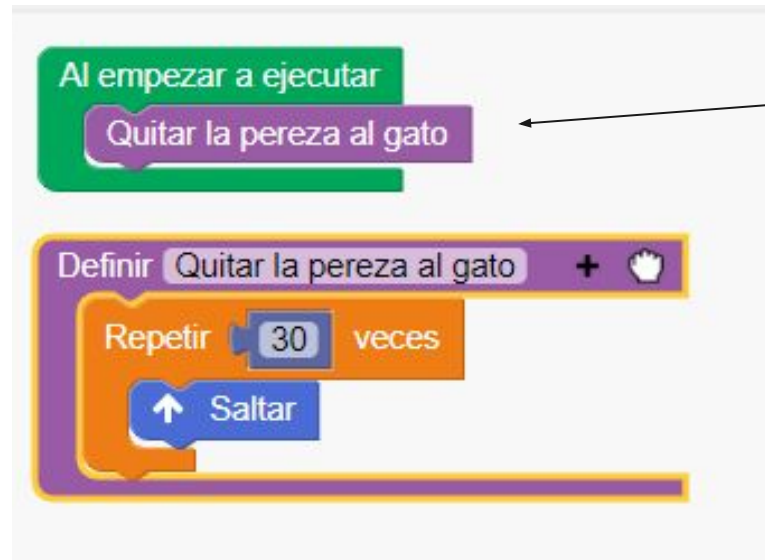 Al empezar a ejecutar
Quitar la pereza al gato
Definir Quitar la pereza al gato +
Repetir 30 veces
Saltar